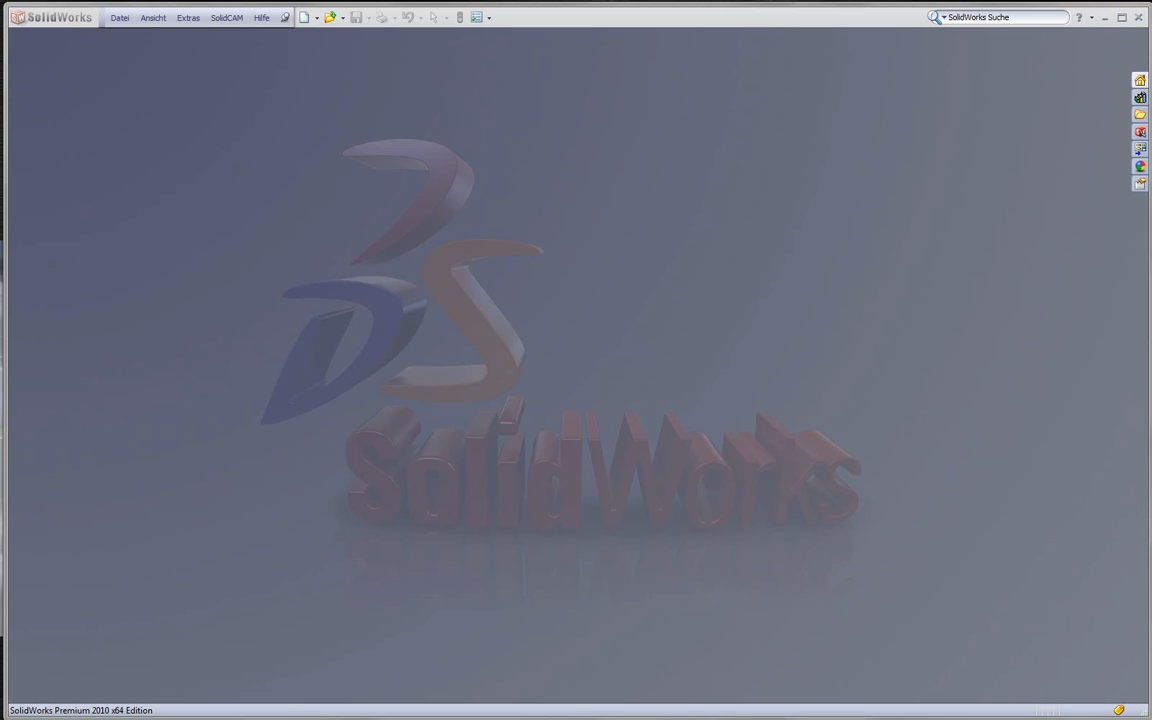 SolidWorks Datei Ansicht Extras SolidCAM Hilfe SolidWorks Suche ?
SolidWorks
SolidWorks Premium 2010 x64 Edition